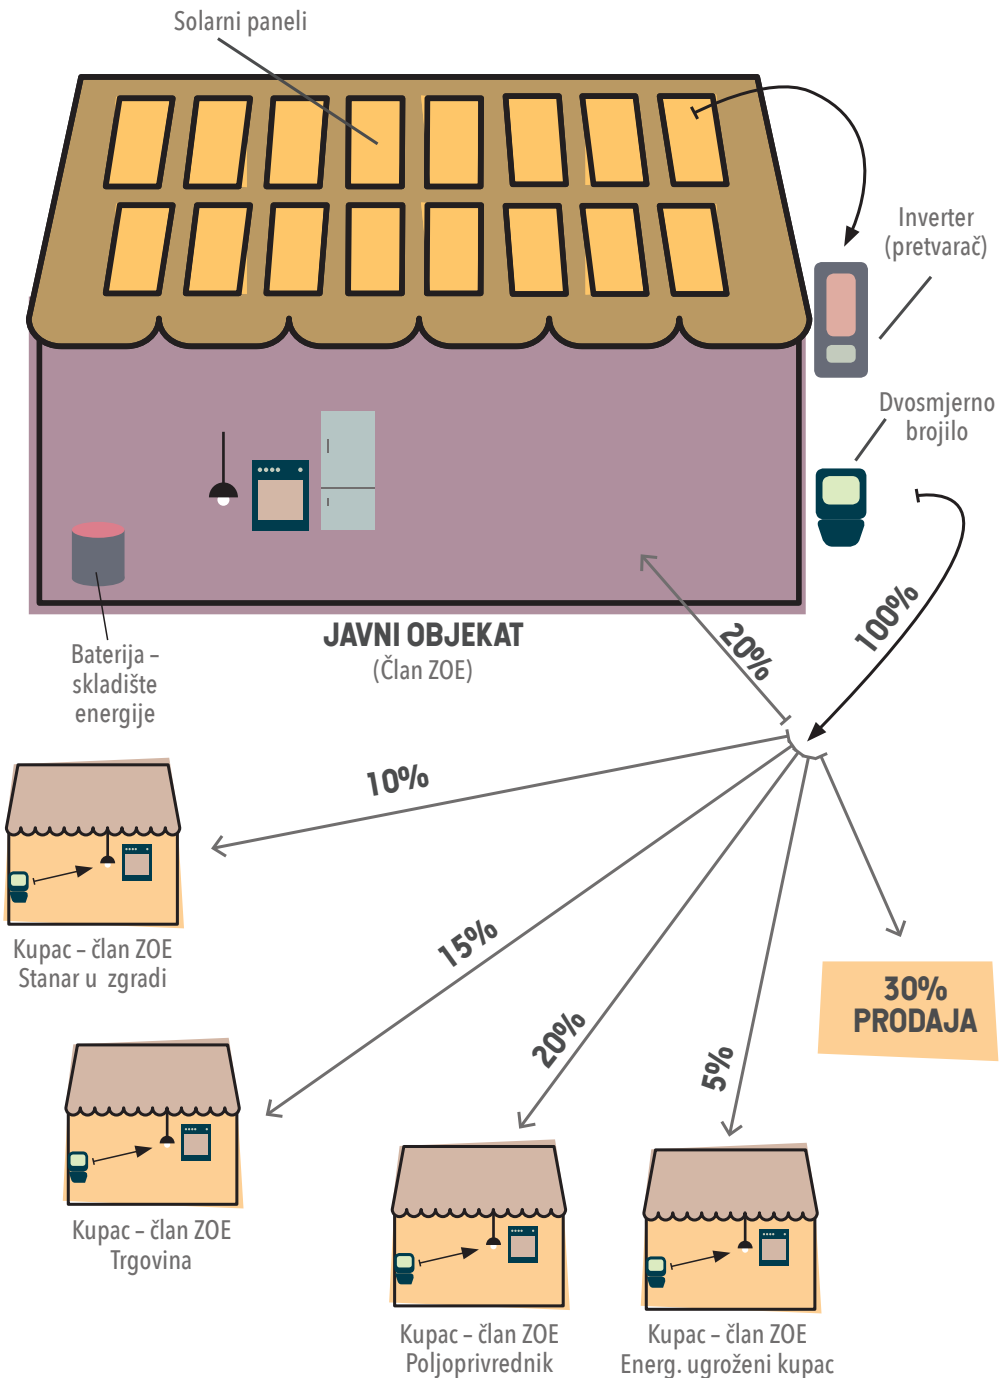 Solarni paneli
Inverter
(pretvarač)
Dvosmjerno
brojilo
JAVNI OBJEKAT
(Član ZOE)
Baterija –
skladište
energije
20%
100%
10%
15%
20%
5%
30%
PRODAJA
Kupac – član ZOE
Stanar u zgradi
Kupac – član ZOE
Trgovina
Kupac – član ZOE
Poljoprivrednik
Kupac – član ZOE
Energ. ugroženi kupac